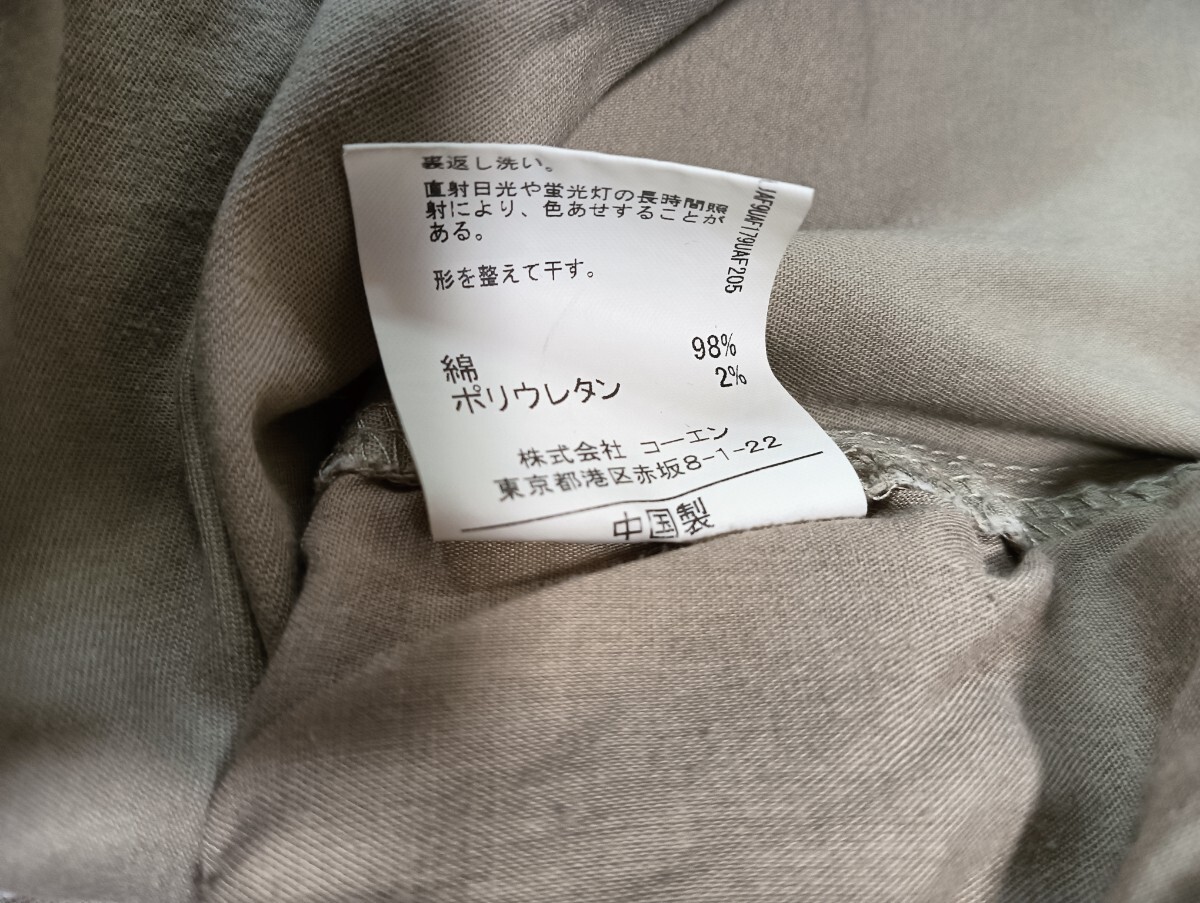 裏返し洗い。
直射日光や蛍光灯の長時間照
射により、色あせすることが
ある。
形を整えて干す。
綿 98%
ポリウレタン 2%
株式会社 コーエン
東京都港区赤坂8-1-22
中国製